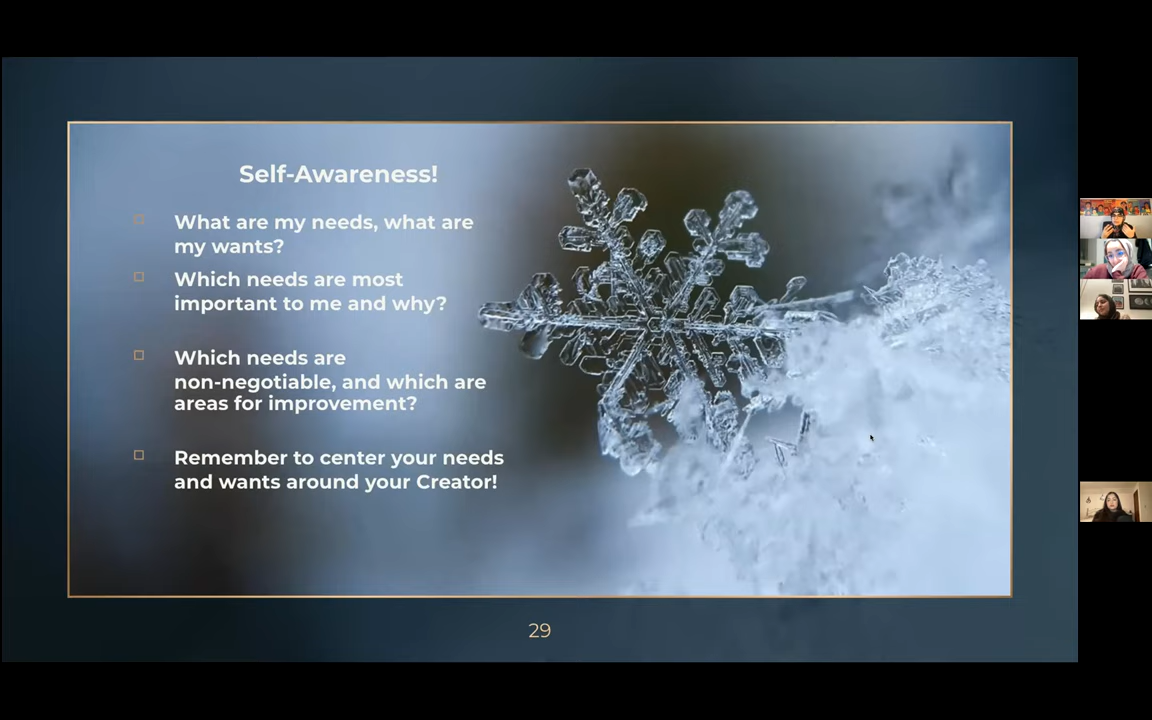 Self-Awareness!
What are my needs, what are
my wants?
Which needs are most
important to me and why?
Which needs are
non-negotiable, and which are
areas for improvement?
Remember to center your needs
and wants around your Creator!
29